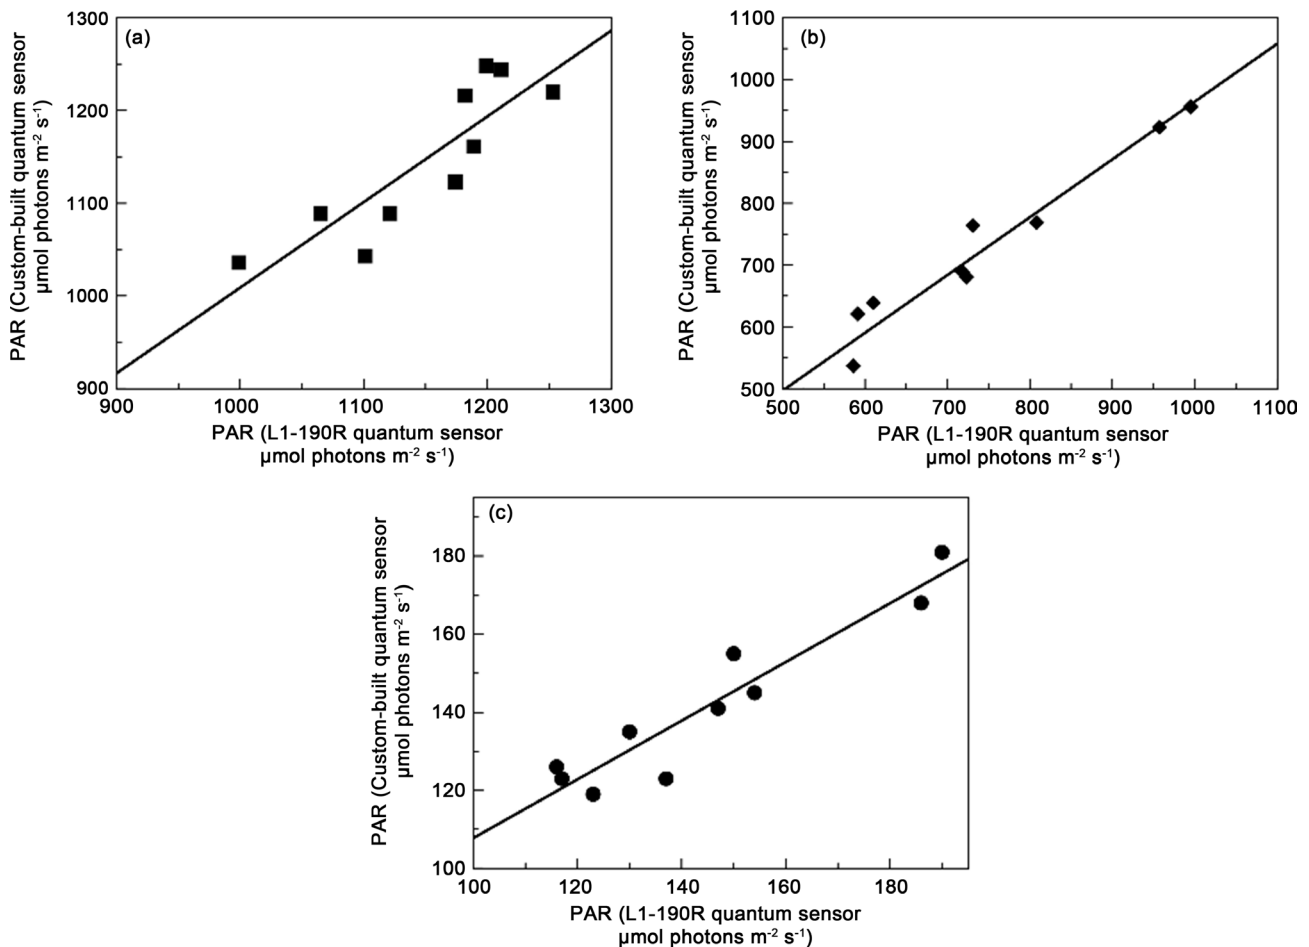 (a)
PAR (Custom-built quantum sensor
µmol photons m⁻² s⁻¹)
1300
1200
1100
1000
900
900 1000 1100 1200 1300
PAR (L1-190R quantum sensor
µmol photons m⁻² s⁻¹)
(b)
PAR (Custom-built quantum sensor
µmol photons m⁻² s⁻¹)
1100
1000
900
800
700
600
500
500 600 700 800 900 1000 1100
PAR (L1-190R quantum sensor
µmol photons m⁻² s⁻¹)
(c)
PAR (Custom-built quantum sensor
µmol photons m⁻² s⁻¹)
180
160
140
120
100
100 120 140 160 180
PAR (L1-190R quantum sensor
µmol photons m⁻² s⁻¹)